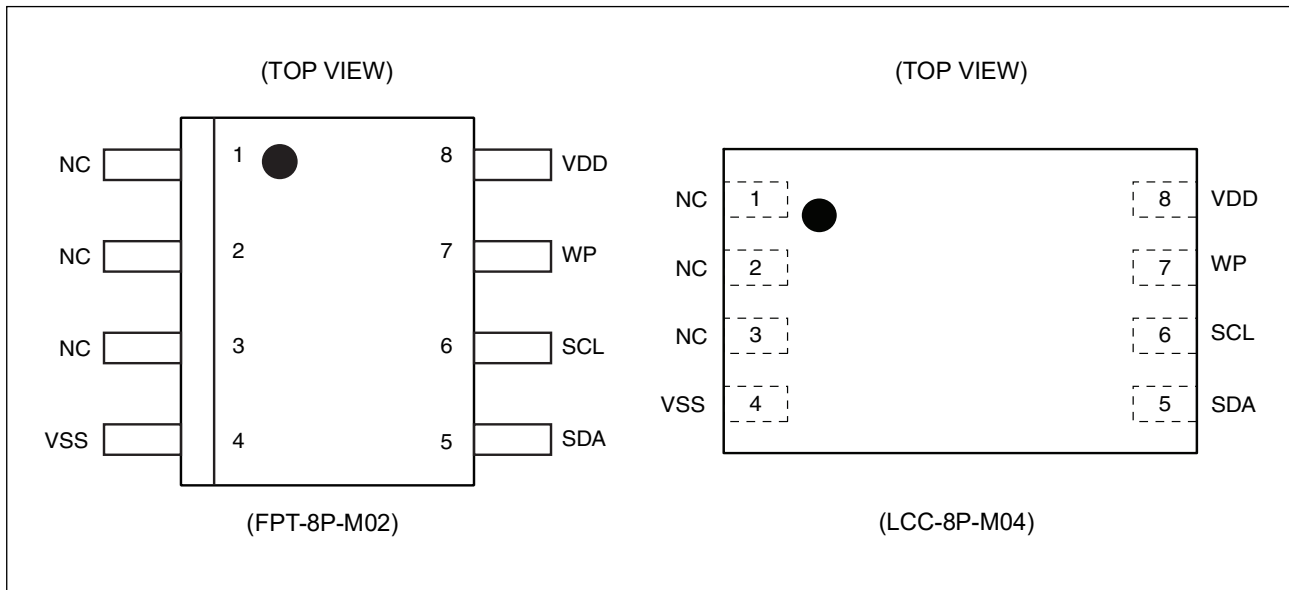 (TOP VIEW)
NC 1 8 VDD
NC 2 7 WP
NC 3 6 SCL
VSS 4 5 SDA
(FPT-8P-M02)
(TOP VIEW)
NC 1 8 VDD
NC 2 7 WP
NC 3 6 SCL
VSS 4 5 SDA
(LCC-8P-M04)